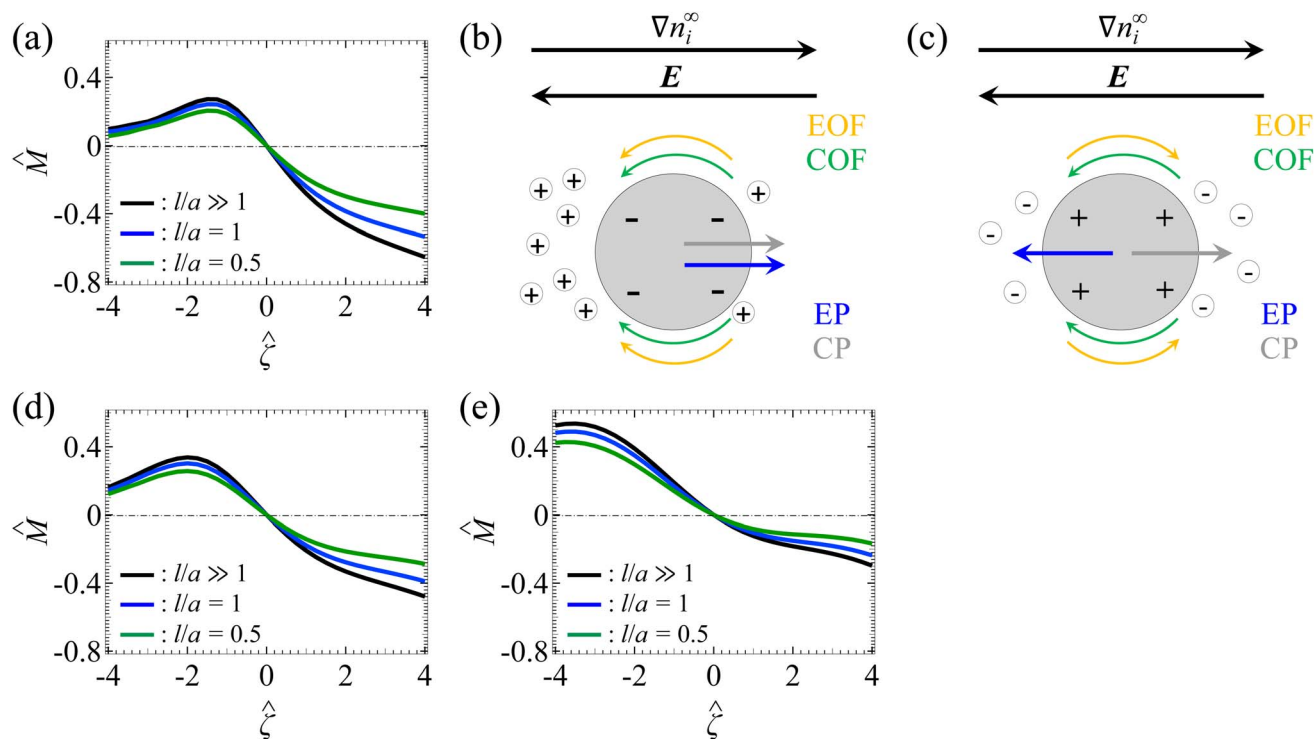 (a)
0.4
0
-0.4
-0.8
M̂
: l/a ≫ 1
: l/a = 1
: l/a = 0.5
-4 -2 0 2 4
ζ̂
(b)
∇n_i^∞
E
EOF
COF
+ + + + + + + + + +
- - - -
EP
CP
(c)
∇n_i^∞
E
EOF
COF
+ + + +
- - - - - - - -
EP
CP
(d)
0.4
0
-0.4
-0.8
M̂
: l/a ≫ 1
: l/a = 1
: l/a = 0.5
-4 -2 0 2 4
ζ̂
(e)
0.4
0
-0.4
-0.8
M̂
: l/a ≫ 1
: l/a = 1
: l/a = 0.5
-4 -2 0 2 4
ζ̂